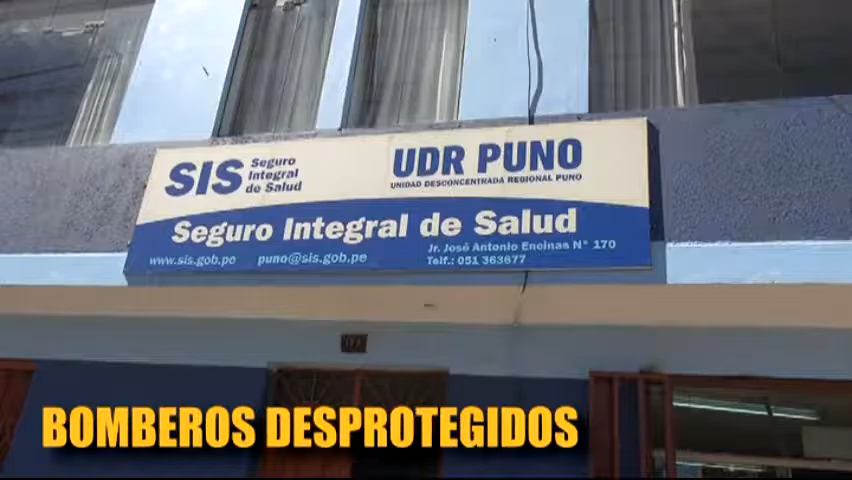 SIS Seguro
Integral
de Salud
UDR PUNO
UNIDAD DESCONCENTRADA REGIONAL PUNO
Seguro Integral de Salud
www.sis.gob.pe puno@sis.gob.pe
Jr. José Antonio Encinas N° 170
Telf.: 051 363677
BOMBEROS DESPROTEGIDOS